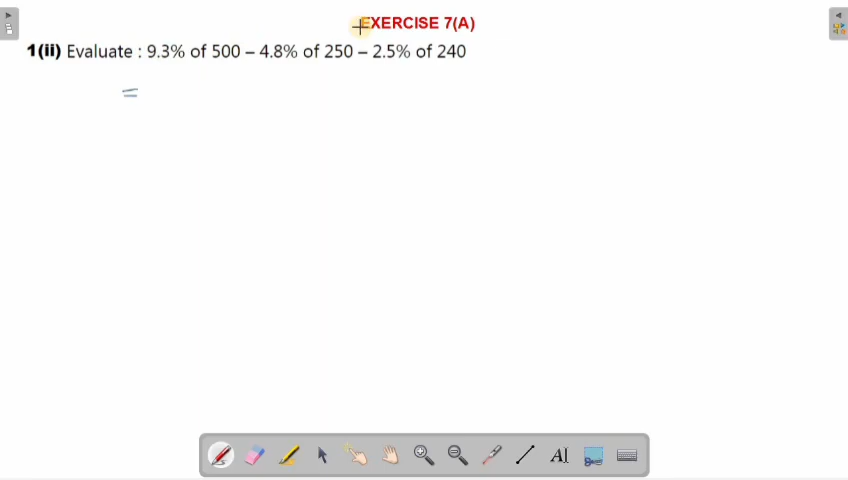 EXERCISE 7(A)
1(ii) Evaluate : 9.3% of 500 – 4.8% of 250 – 2.5% of 240
=